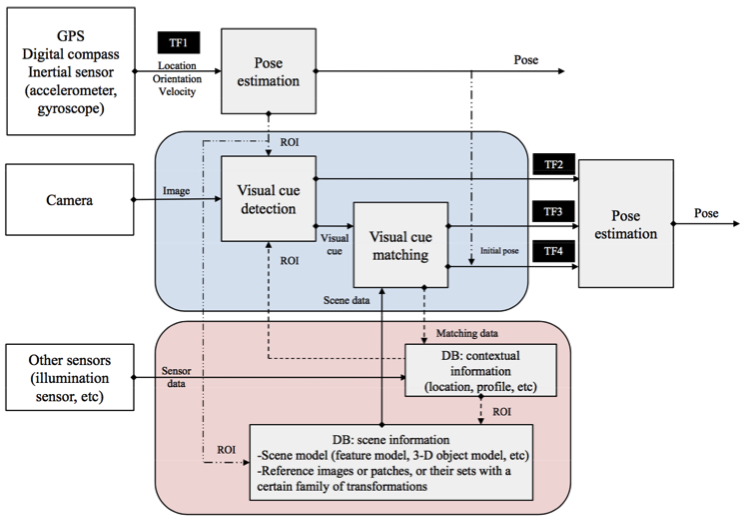 GPS
Digital compass
Inertial sensor
(accelerometer,
gyroscope)
TF1
Location
Orientation
Velocity
Pose
estimation
Pose
ROI
Camera
Image
Visual cue
detection
TF2
Visual
cue
Visual cue
matching
TF3
Initial pose
TF4
Pose
estimation
Pose
ROI
Scene data
Matching data
Other sensors
(illumination
sensor, etc)
Sensor
data
DB: contextual
information
(location, profile, etc)
ROI
ROI
DB: scene information
-Scene model (feature model, 3-D object model, etc)
-Reference images or patches, or their sets with a
certain family of transformations